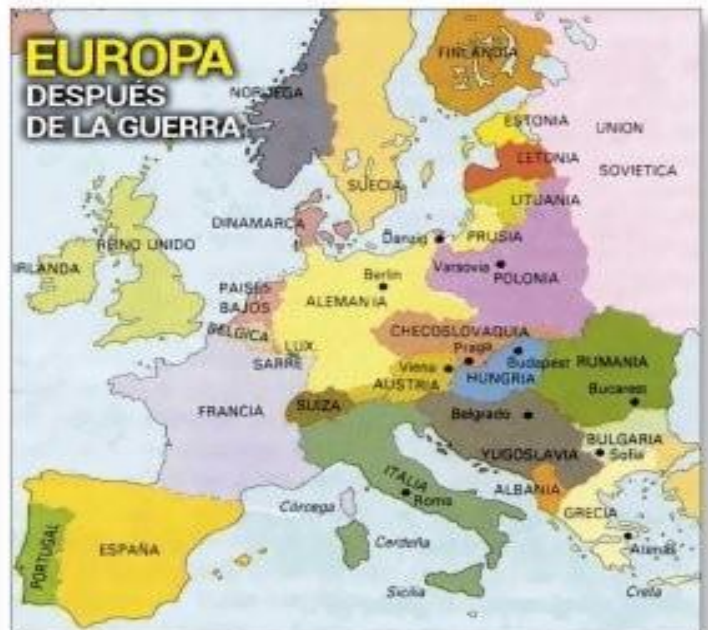 EUROPA
DESPUÉS
DE LA GUERRA
FINLANDIA
NORUEGA
ESTONIA
UNION
SOVIETICA
LETONIA
SUECIA
LITUANIA
DINAMARCA
Danzig
PRUSIA
REINO UNIDO
IRLANDA
Varsovia
POLONIA
Berlin
PAISES
BAJOS
ALEMANIA
BELGICA
CHECOSLOVAQUIA
LUX.
Praga
SARRE
Budapest
RUMANIA
Viena
HUNGRIA
AUSTRIA
Bucarest
SUIZA
FRANCIA
Belgrado
BULGARIA
YUGOSLAVIA
Sofia
ITALIA
ALBANIA
Roma
Córcega
GRECIA
PORTUGAL
ESPAÑA
Cerdeña
Atenas
Sicilia
Creta